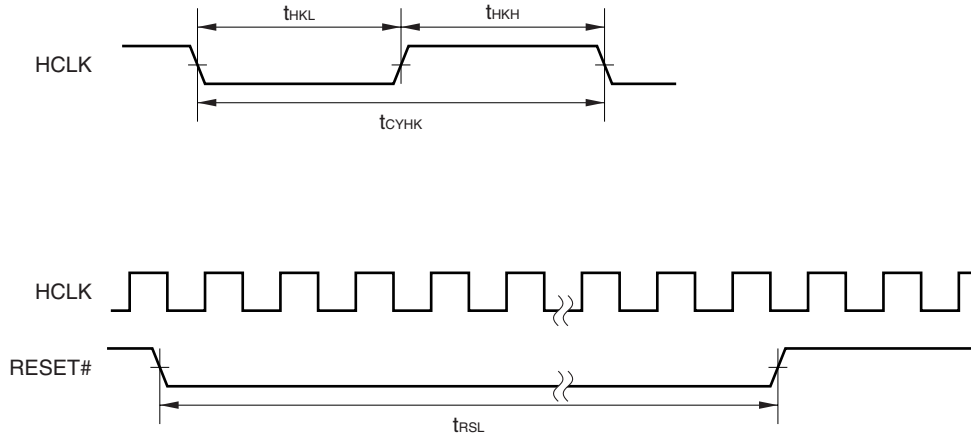 tHKL
tHKH
HCLK
tCYHK
HCLK
RESET#
tRSL